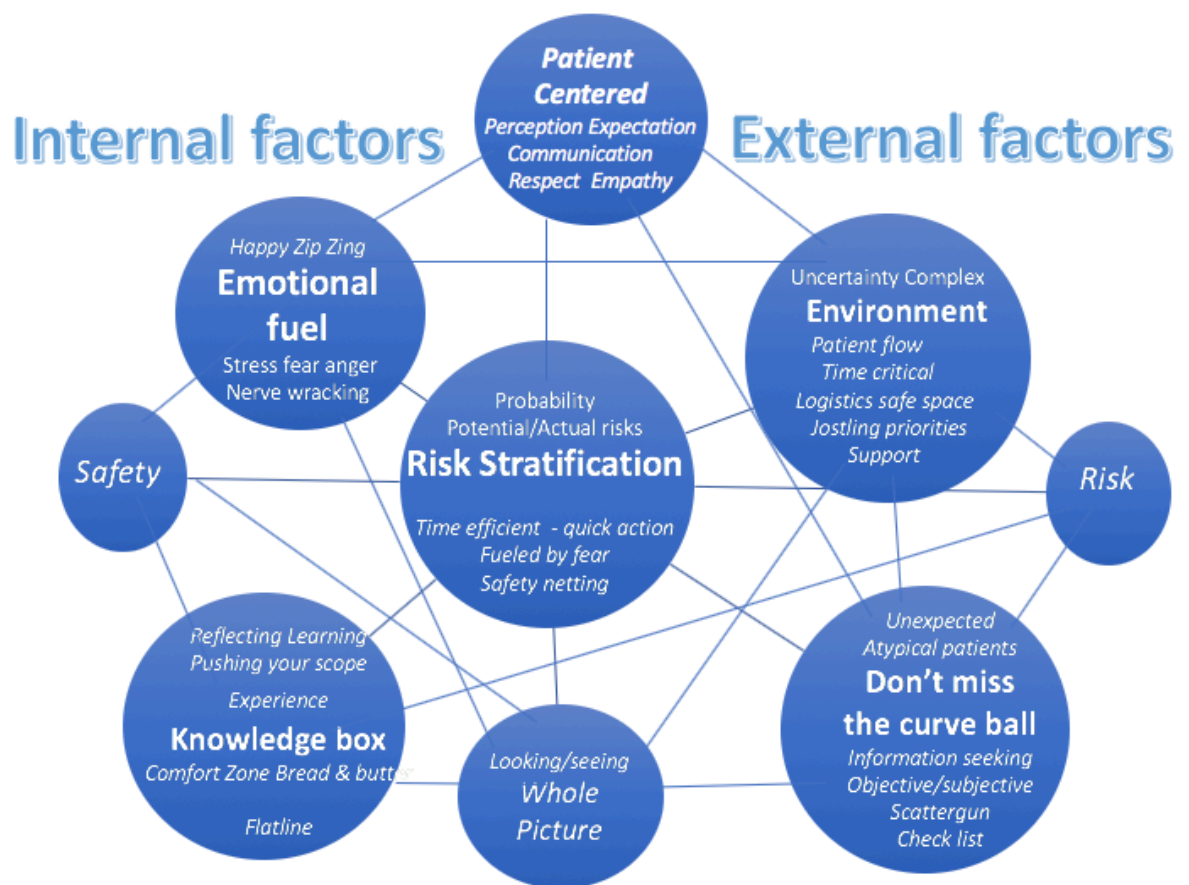 Patient
Centered
Perception Expectation
Communication
Respect Empathy
Internal factors
External factors
Happy Zip Zing
Emotional
fuel
Stress fear anger
Nerve wracking
Uncertainty Complex
Environment
Patient flow
Time critical
Logistics safe space
Jostling priorities
Support
Probability
Potential/Actual risks
Risk Stratification
Time efficient - quick action
Fueled by fear
Safety netting
Safety
Risk
Reflecting Learning
Pushing your scope
Experience
Knowledge box
Comfort Zone Bread & butter
Flatline
Looking/seeing
Whole
Picture
Unexpected
Atypical patients
Don't miss
the curve ball
Information seeking
Objective/subjective
Scattergun
Check list